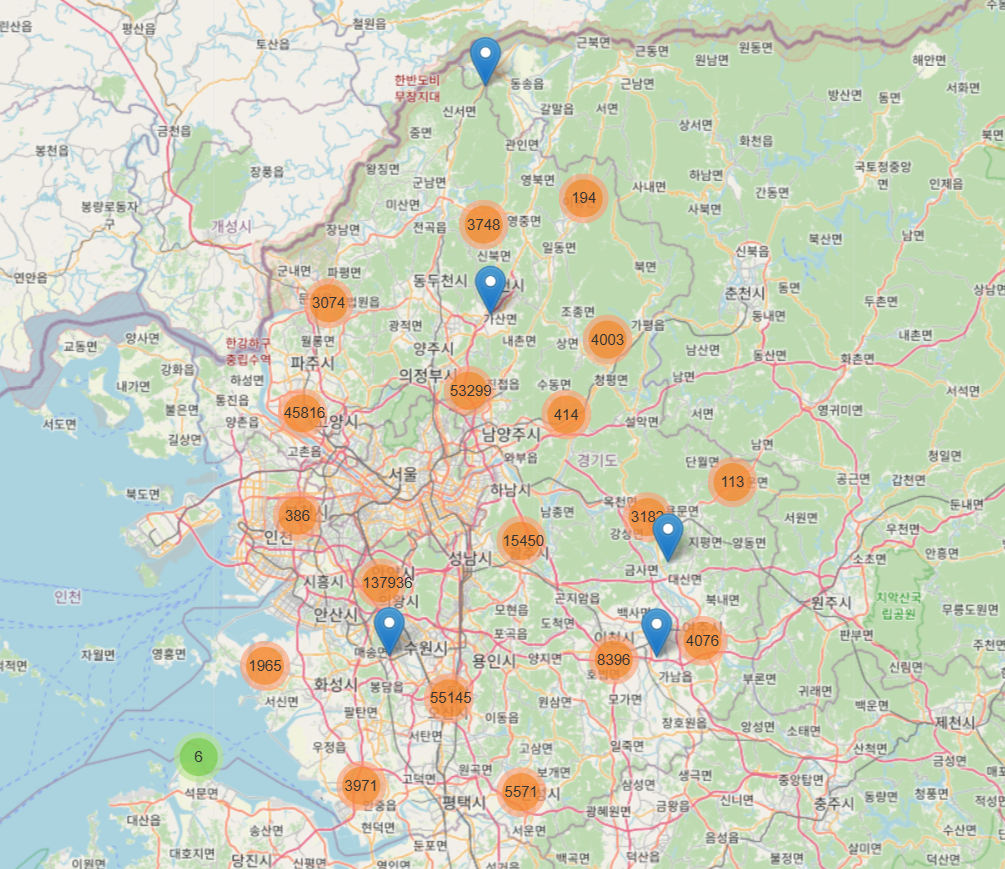 철원읍
평산읍
토산읍
근북면
근동면
원동면
원남면
해안면
한반도비
무장지대
동송읍
근남면
서화면
방산면
동면
신서면
갈말읍
서면
상서면
금천읍
중면
관인면
화천읍
북면
봉천읍
장풍읍
왕징면
군남면
영북면
사내면
하남면
국토정중앙
면
인제읍
간동면
194
미산면
사북면
봉랑로동자
구
개성시
장남면
전곡읍
3748
영중면
북산면
남면
연안읍
신북면
일동면
신북읍
군내면
파평면
동두천시
북면
춘천시
동면
상남면
3074
법원읍
가산면
조종면
두촌면
광적면
가평읍
동내면
교동면
양사면
한강하구
중립수역
월롱면
양주시
내촌면
상면
4003
내촌면
남산면
동산면
화촌면
강화읍
파주시
하성면
의정부시
53299
진접읍
수동면
청평면
남면
서석면
내가면
통진읍
불은면
45816
고양시
414
서면
영귀미면
서도면
양촌읍
설악면
길상면
고촌읍
남양주시
와부읍
경기도
남면
청일면
서울
단월면
113
공근면
갑천면
북도면
하남시
옥천면
용문면
둔내면
386
인천
남종면
3182
강상면
서원면
우천면
15450
지평면
양동면
안흥면
성남시
소초면
시흥시
137936
의왕시
금사면
대신면
인천
안산시
모현읍
곤지암읍
북내면
원주시
치악산국
립공원
무릉도원면
백사면
도척면
자월면
영흥면
매송면
수원시
포곡읍
이천시
4076
판부면
1965
용인시
양지면
8396
신림면
화성시
봉담읍
가남읍
부론면
귀래면
서신면
55145
원삼면
모가면
백운면
팔탄면
이동읍
장호원읍
앙성면
소태면
제천시
우정읍
서탄면
고삼면
일죽면
산척면
6
원곡면
보개면
금성면
석문면
3971
고덕면
5571
삼성면
생극면
중앙탑면
동량면
청풍면
평택시
신니면
충주시
금왕읍
대산읍
현덕면
서운면
광혜원면
송산면
둔포면
음성읍
살미면
수산면
대호지면
당진시
신평면
백곡면
덕산읍
불정면
덕산면
이원면
영인면